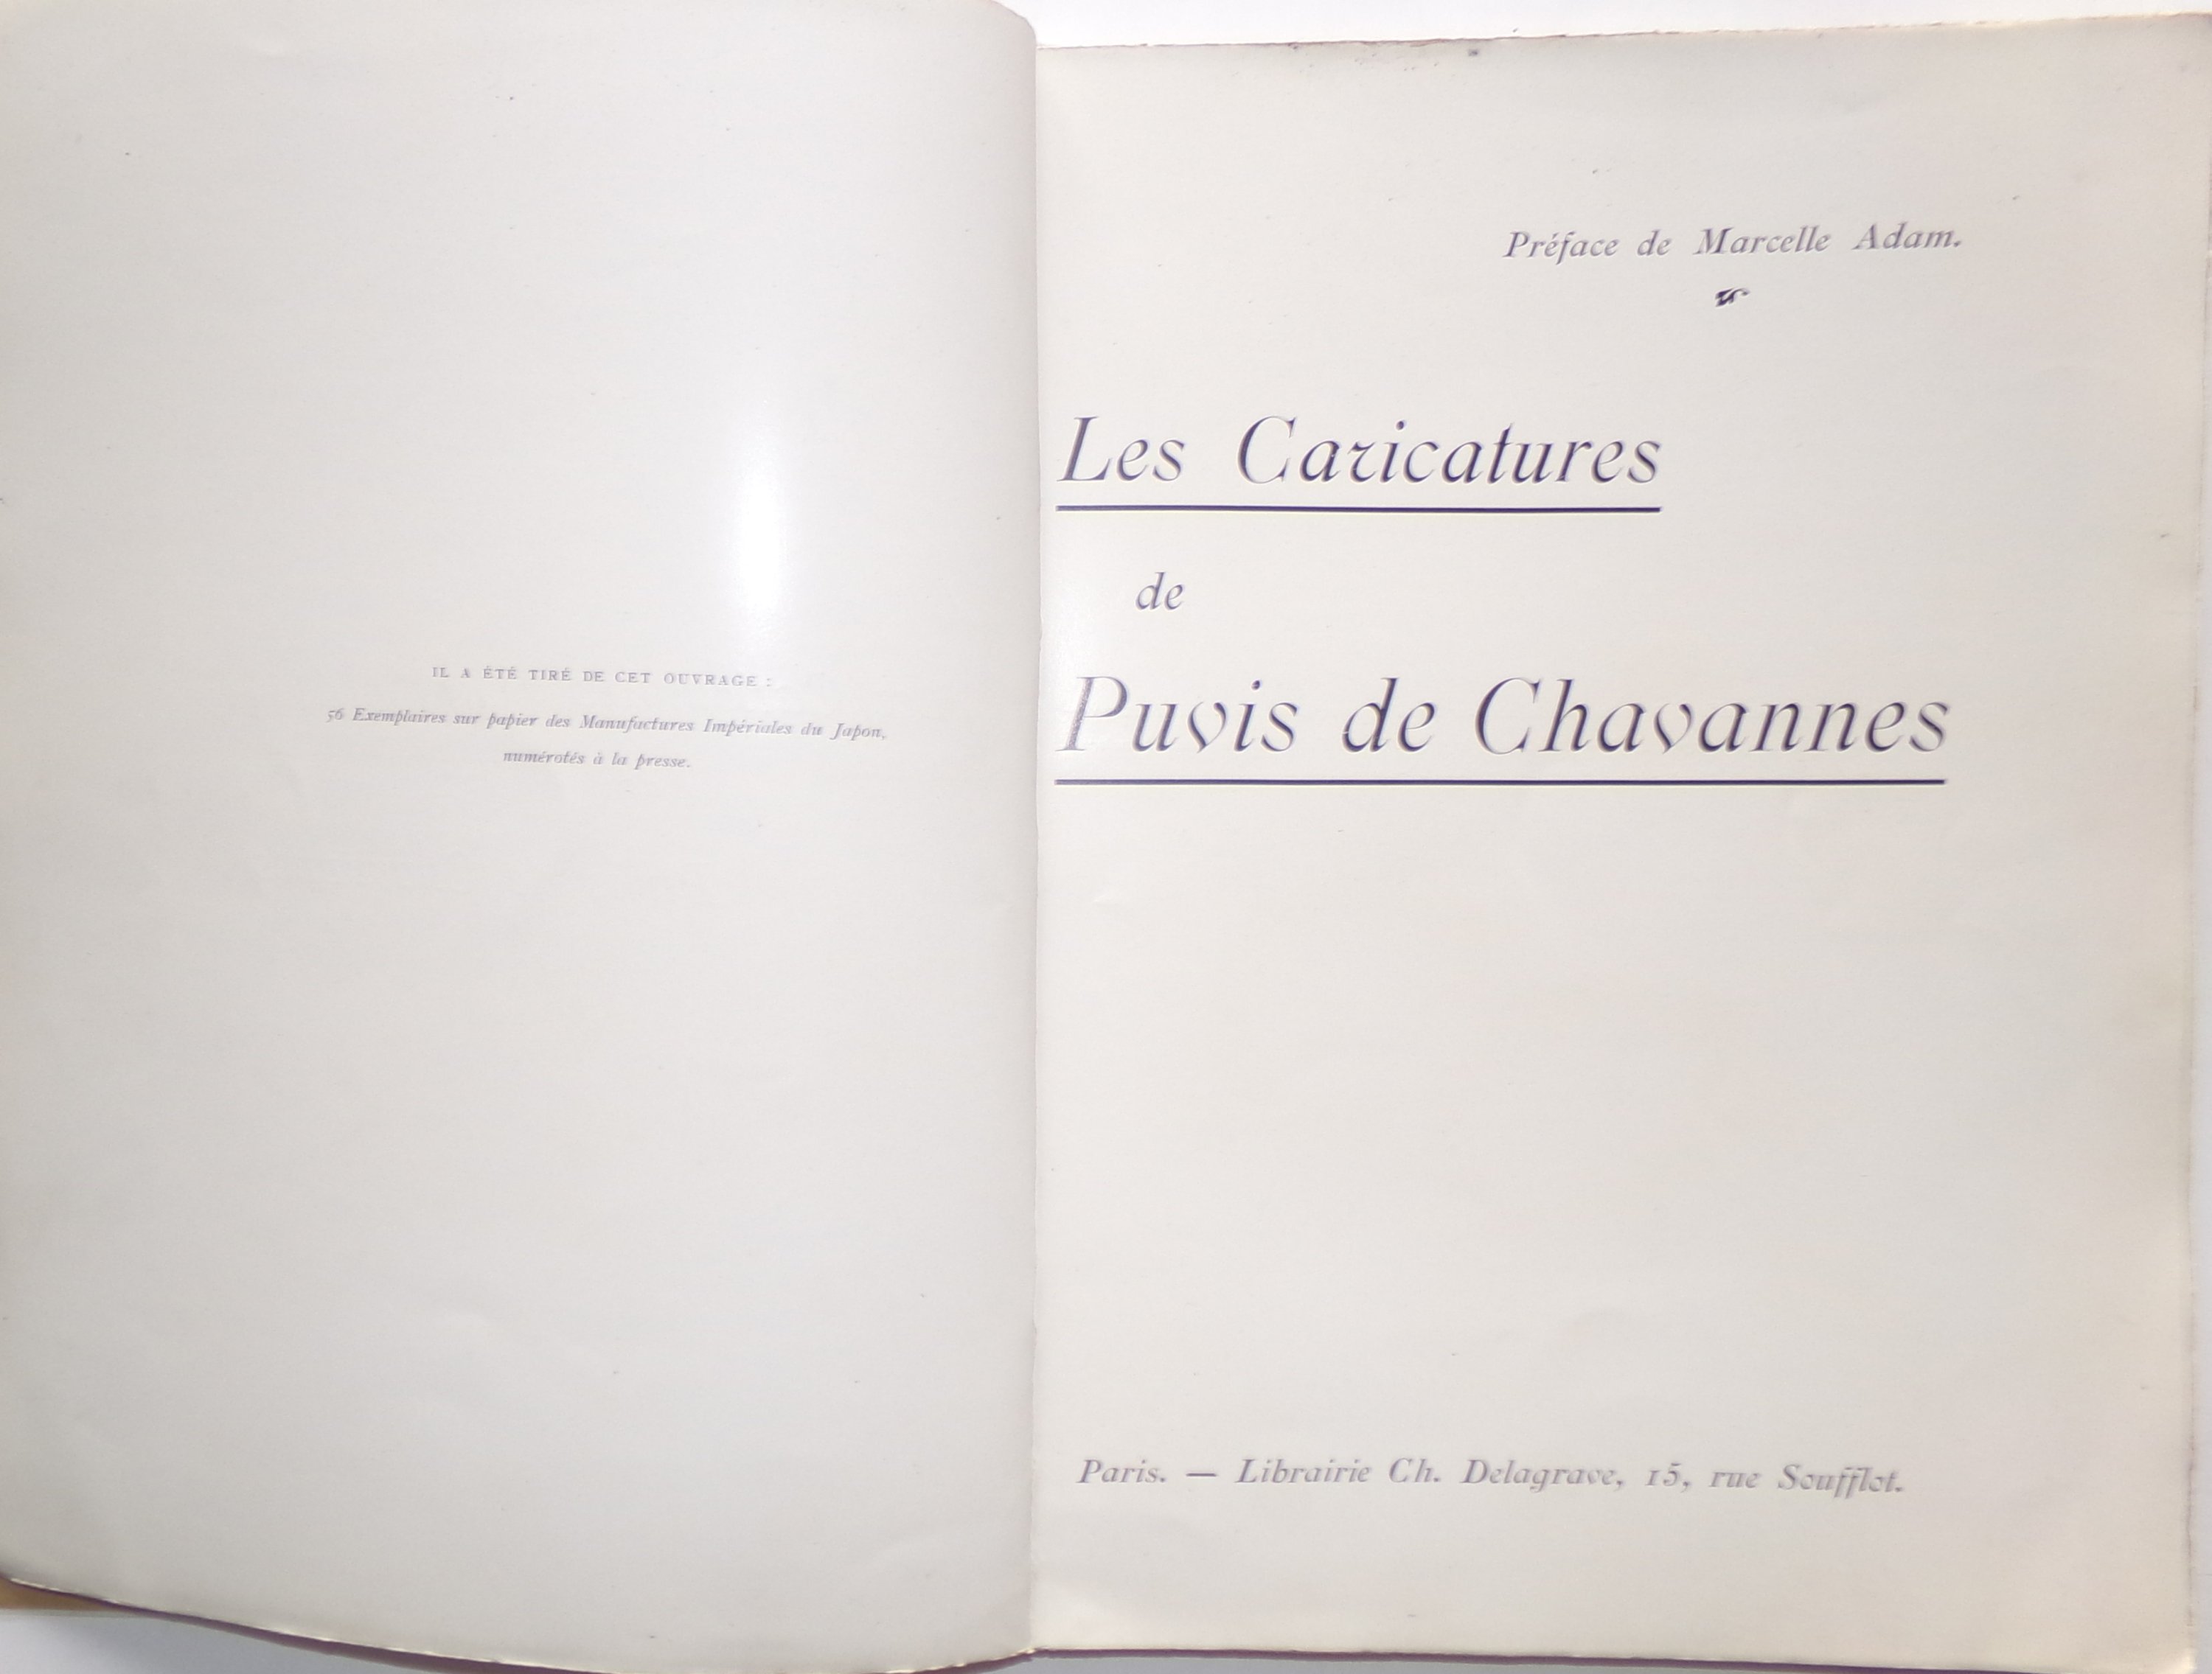 IL A ÉTÉ TIRÉ DE CET OUVRAGE :
56 Exemplaires sur papier des Manufactures Impériales du Japon,
numérotés à la presse.
Préface de Marcelle Adam.
Les Caricatures
de
Puvis de Chavannes
Paris. — Librairie Ch. Delagrave, 15, rue Soufflot.